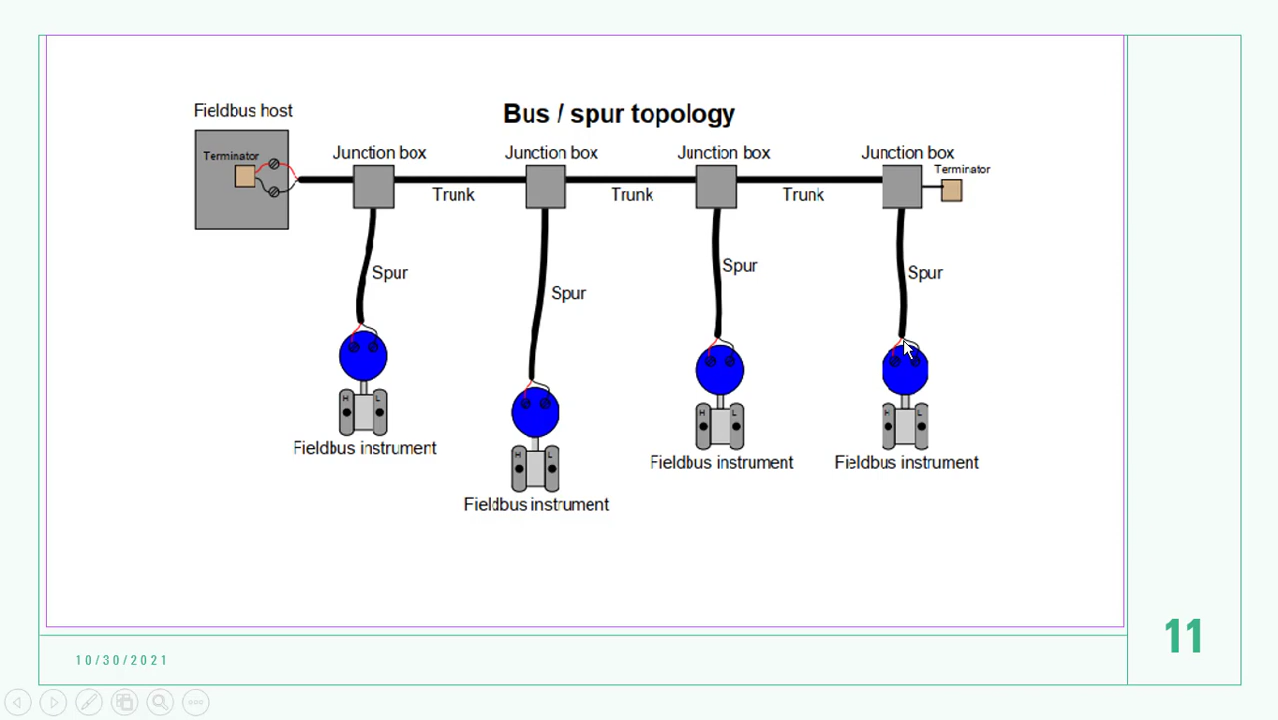 Fieldbus host
Bus / spur topology
Terminator
Junction box
Junction box
Junction box
Junction box
Terminator
Trunk
Trunk
Trunk
Spur
Spur
Spur
Spur
H L
Fieldbus instrument
H L
Fieldbus instrument
H L
Fieldbus instrument
H L
Fieldbus instrument
11
10/30/2021